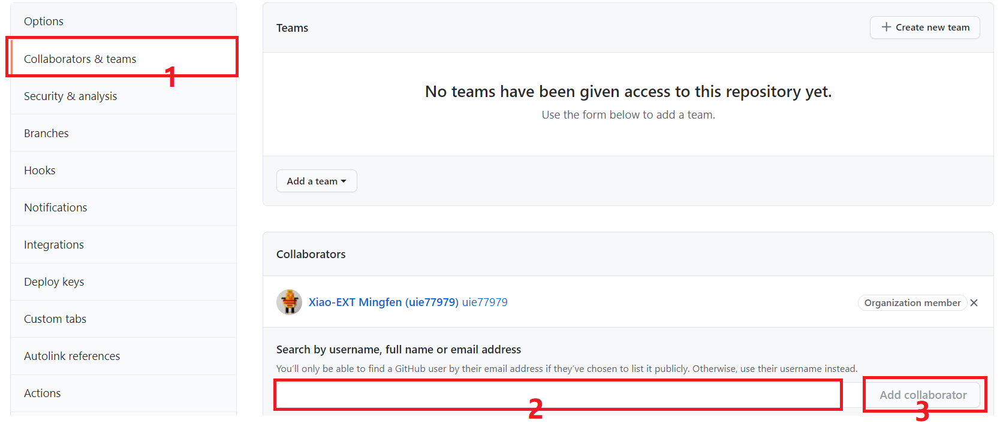 Options
Collaborators & teams
1
Security & analysis
Branches
Hooks
Notifications
Integrations
Deploy keys
Custom tabs
Autolink references
Actions
Teams
Create new team
No teams have been given access to this repository yet.
Use the form below to add a team.
Add a team
Collaborators
Xiao-EXT Mingfen (uie77979) uie77979
Organization member
Search by username, full name or email address
You’ll only be able to find a GitHub user by their email address if they’ve chosen to list it publicly. Otherwise, use their username instead.
2
Add collaborator
3